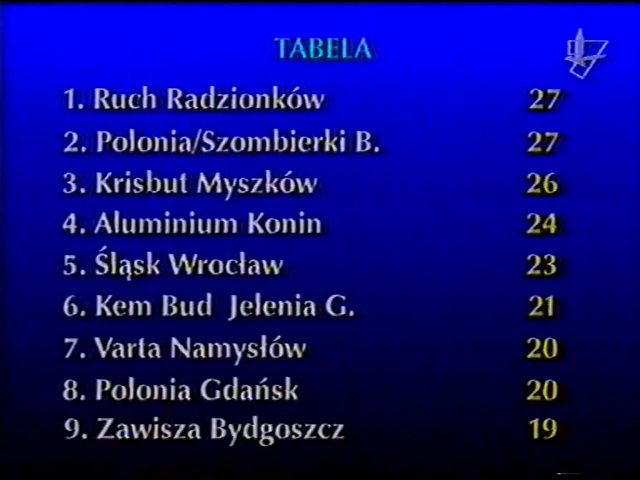 TABELA
1. Ruch Radzionków 27
2. Polonia/Szombierki B. 27
3. Krisbut Myszków 26
4. Aluminium Konin 24
5. Śląsk Wrocław 23
6. Kem Bud Jelenia G. 21
7. Varta Namysłów 20
8. Polonia Gdańsk 20
9. Zawisza Bydgoszcz 19